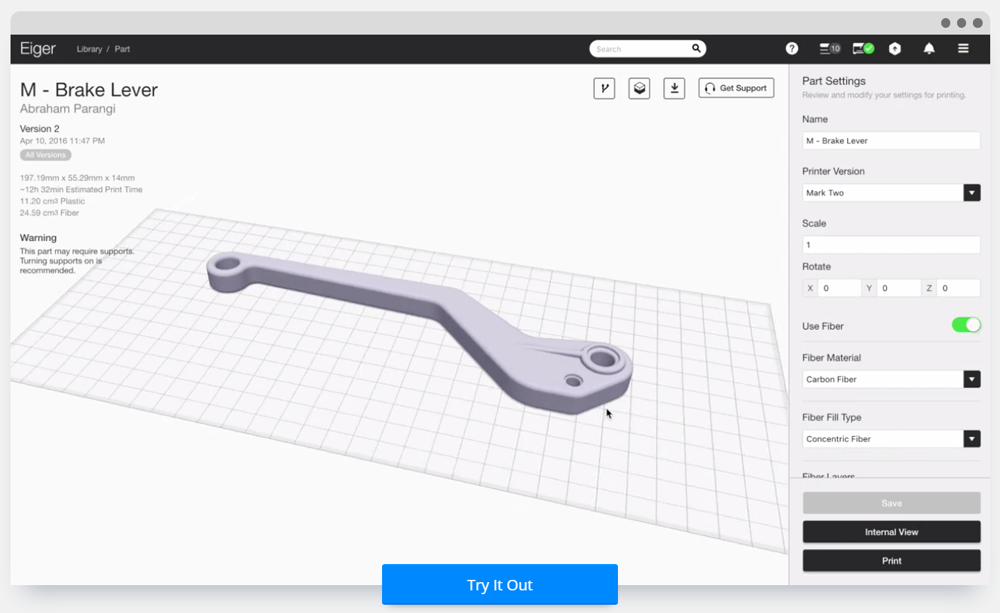 Eiger
Library / Part
Search
?
10
M - Brake Lever
Abraham Parangi
Version 2
Apr 10, 2016 11:47 PM
All Versions
197.19mm x 55.29mm x 14mm
~12h 32min Estimated Print Time
11.20 cm3 Plastic
24.59 cm3 Fiber
Warning
This part may require supports.
Turning supports on is
recommended.
Get Support
Part Settings
Review and modify your settings for printing.
Name
M - Brake Lever
Printer Version
Mark Two
Scale
1
Rotate
X 0 Y 0 Z 0
Use Fiber
Fiber Material
Carbon Fiber
Fiber Fill Type
Concentric Fiber
Fiber Layers
Save
Internal View
Print
Try It Out